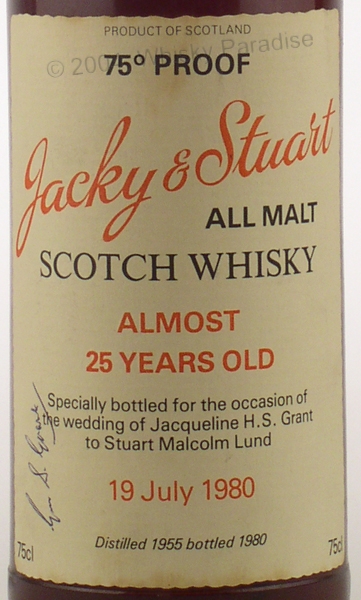 PRODUCT OF SCOTLAND
© 200 Whisky Paradise
75º PROOF
Jacky & Stuart
ALL MALT
SCOTCH WHISKY
ALMOST
25 YEARS OLD
Specially bottled for the occasion of
the wedding of Jacqueline H.S. Grant
to Stuart Malcolm Lund
19 July 1980
75cl
Distilled 1955 bottled 1980
75cl